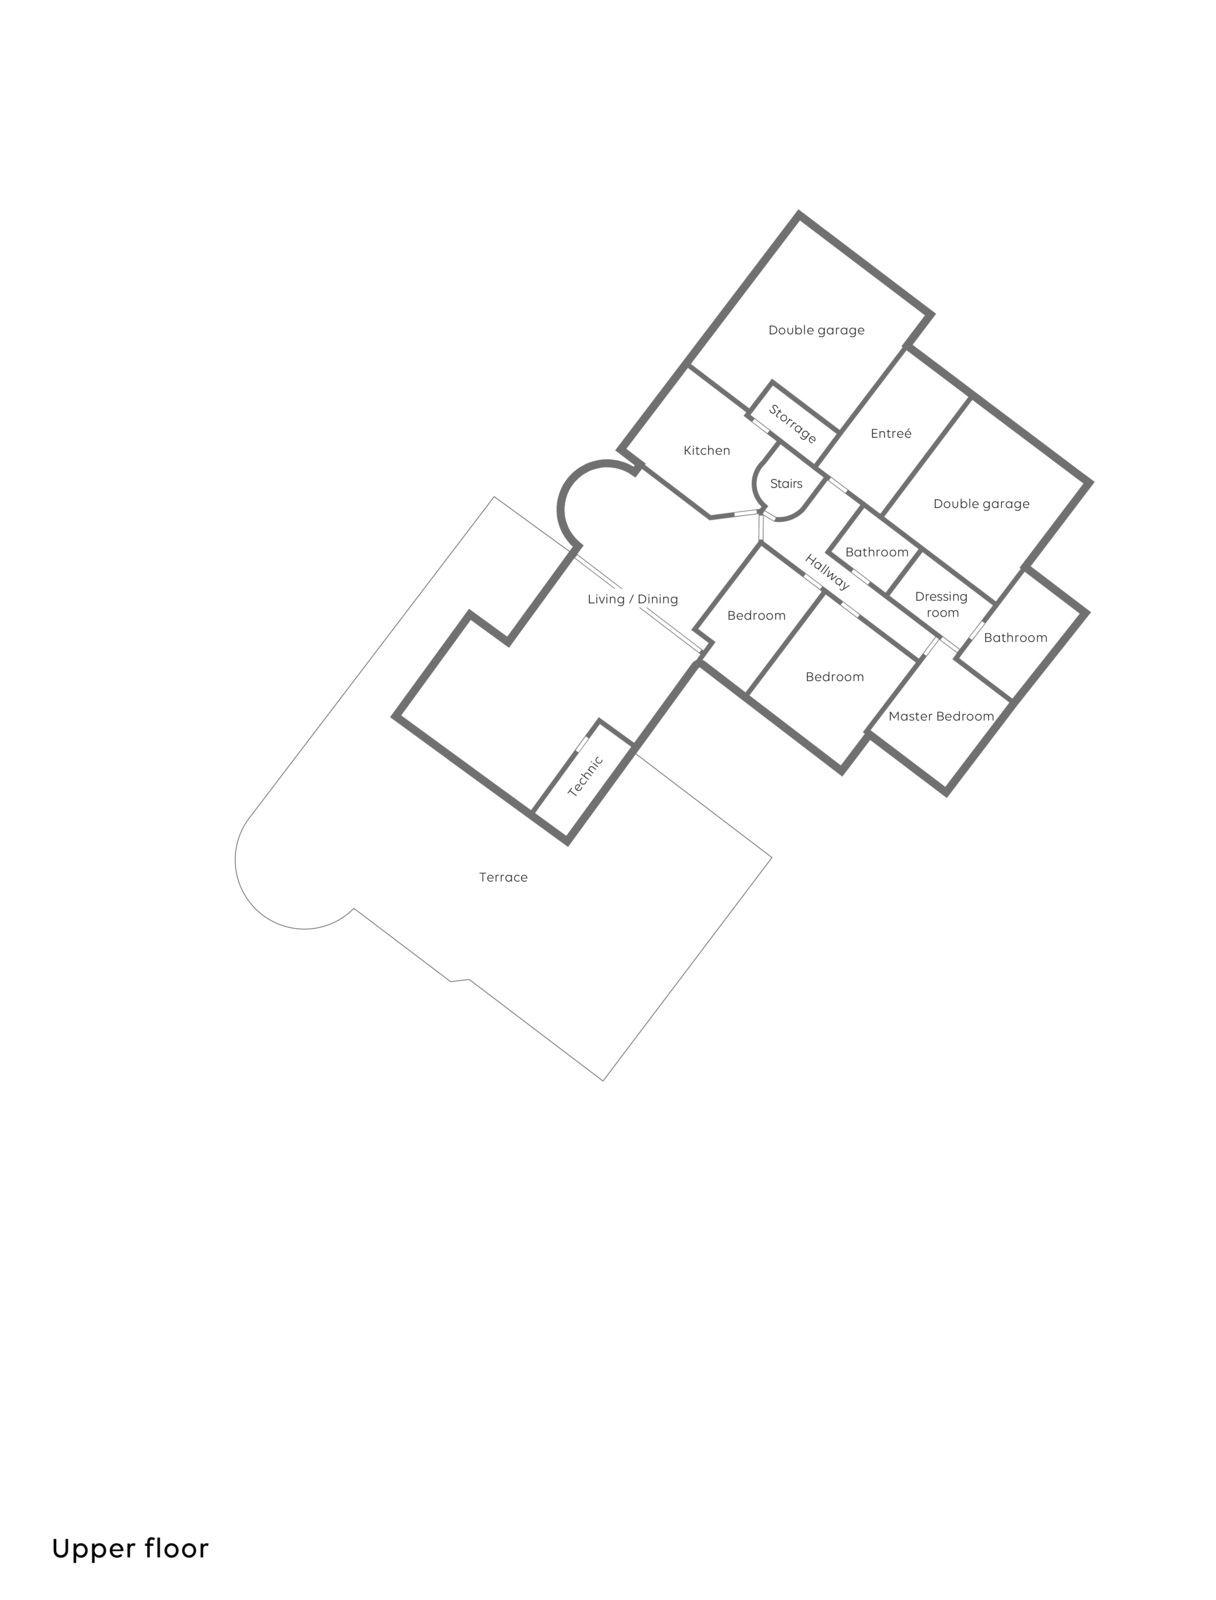 Double garage
Storrage
Entreé
Kitchen
Stairs
Double garage
Bathroom
Hallway
Dressing
room
Living / Dining
Bedroom
Bathroom
Bedroom
Master Bedroom
Technic
Terrace
Upper floor